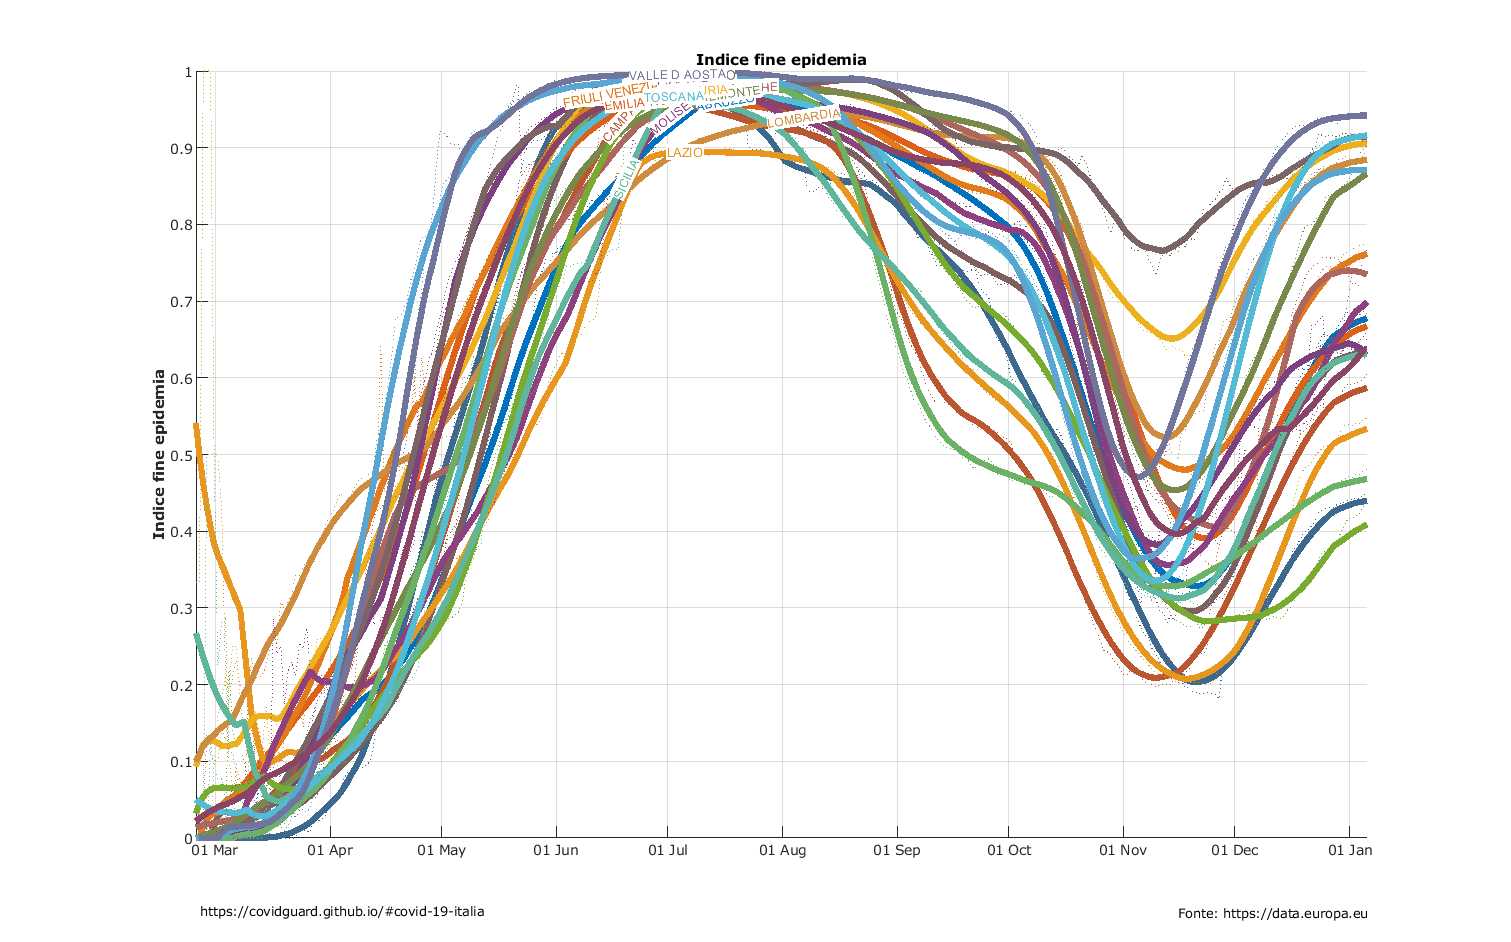 Indice fine epidemia
Indice fine epidemia
1
0.9
0.8
0.7
0.6
0.5
0.4
0.3
0.2
0.1
0
VALLE D AOSTA
FRIULI VENEZI
EMILIA
TOSCANA
LOMBARDIA
MOLISE
LAZIO
SICILIA
01 Mar
01 Apr
01 May
01 Jun
01 Jul
01 Aug
01 Sep
01 Oct
01 Nov
01 Dec
01 Jan
https://covidguard.github.io/#covid-19-italia
Fonte: https://data.europa.eu